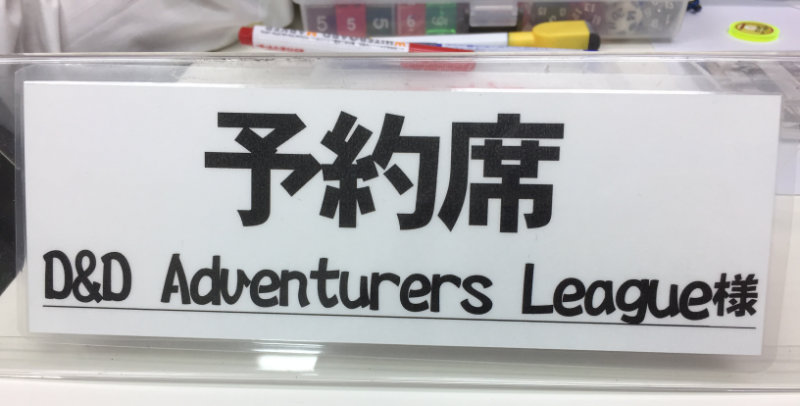 予約席
D&D Adventurers League様